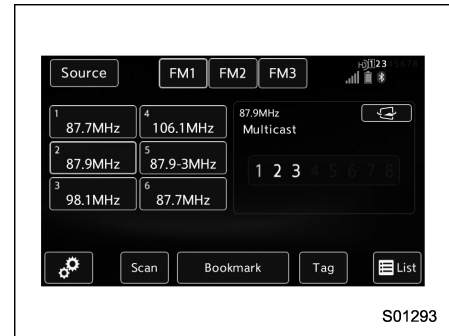 Source
FM1
FM2
FM3
HD 12345678
1
87.7MHz
4
106.1MHz
2
87.9MHz
5
87.9-3MHz
3
98.1MHz
6
87.7MHz
87.9MHz
Multicast
1 2 3 4 5 6 7 8
Scan
Bookmark
Tag
List
S01293